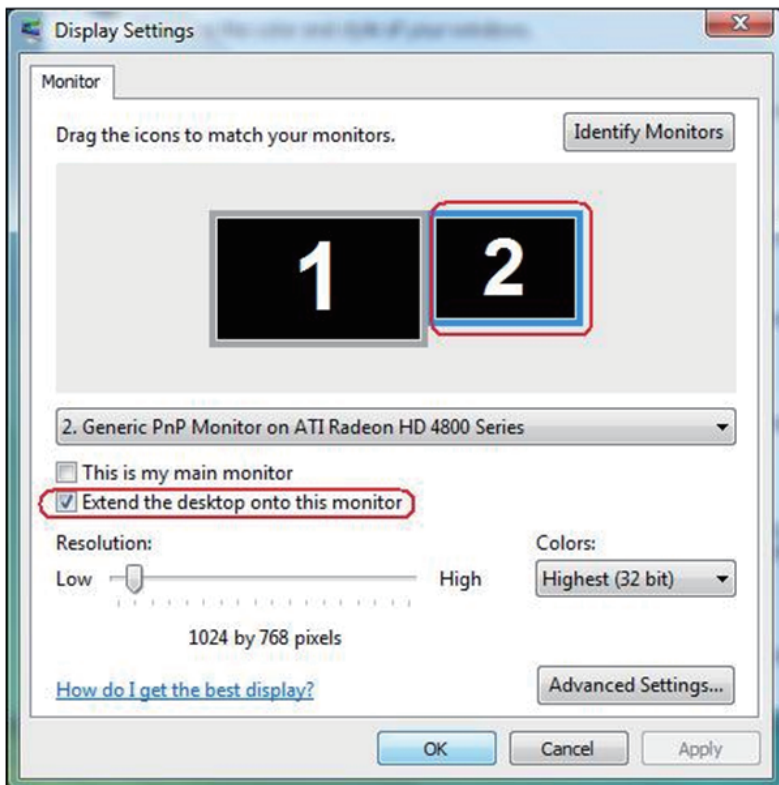 Display Settings
Monitor
Drag the icons to match your monitors.
Identify Monitors
1
2
2. Generic PnP Monitor on ATI Radeon HD 4800 Series
This is my main monitor
Extend the desktop onto this monitor
Resolution:
Colors:
Low
High
Highest (32 bit)
1024 by 768 pixels
How do I get the best display?
Advanced Settings...
OK
Cancel
Apply